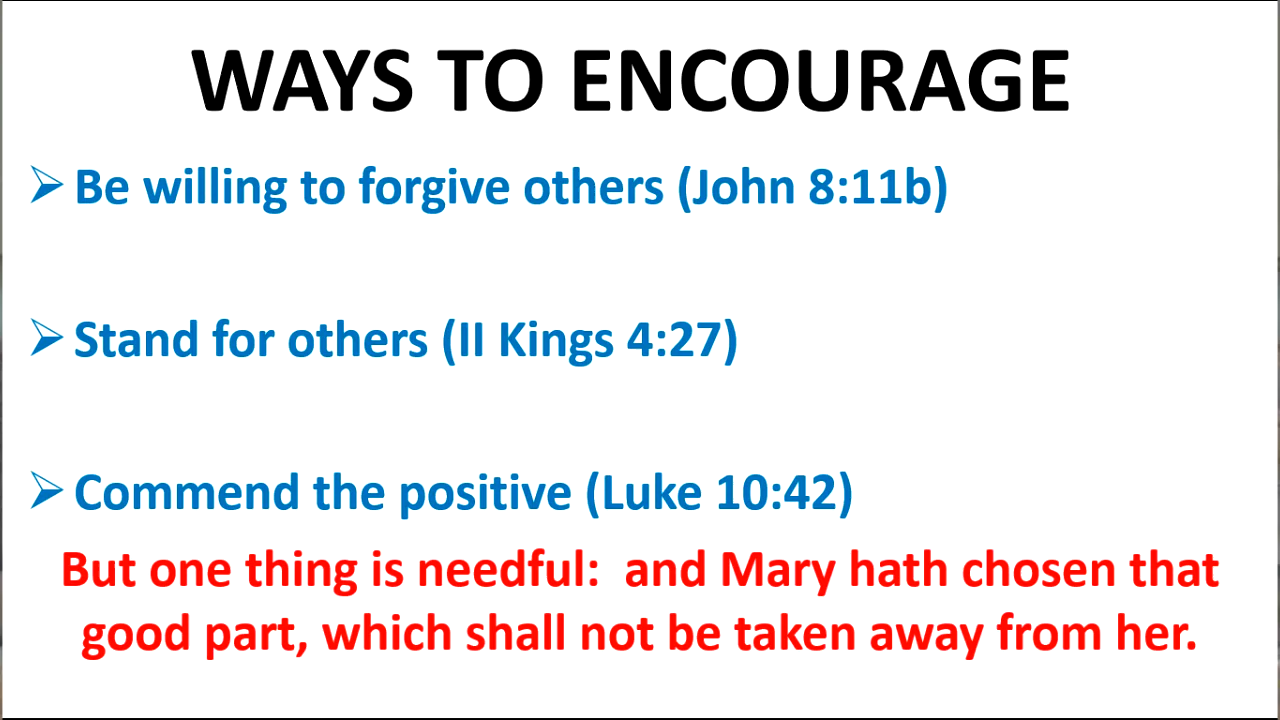 WAYS TO ENCOURAGE
➢ Be willing to forgive others (John 8:11b)
➢ Stand for others (II Kings 4:27)
➢ Commend the positive (Luke 10:42)
But one thing is needful:  and Mary hath chosen that
good part, which shall not be taken away from her.